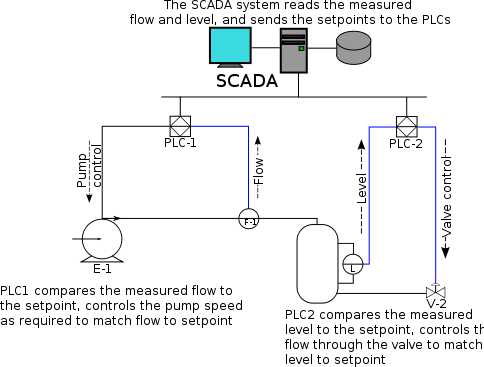 The SCADA system reads the measured
flow and level, and sends the setpoints to the PLCs
SCADA
PLC-1
PLC-2
Pump
control
Flow
Level
Valve control
F-1
E-1
L
V-2
PLC1 compares the measured flow to
the setpoint, controls the pump speed
as required to match flow to setpoint
PLC2 compares the measured
level to the setpoint, controls th
flow through the valve to match
level to setpoint